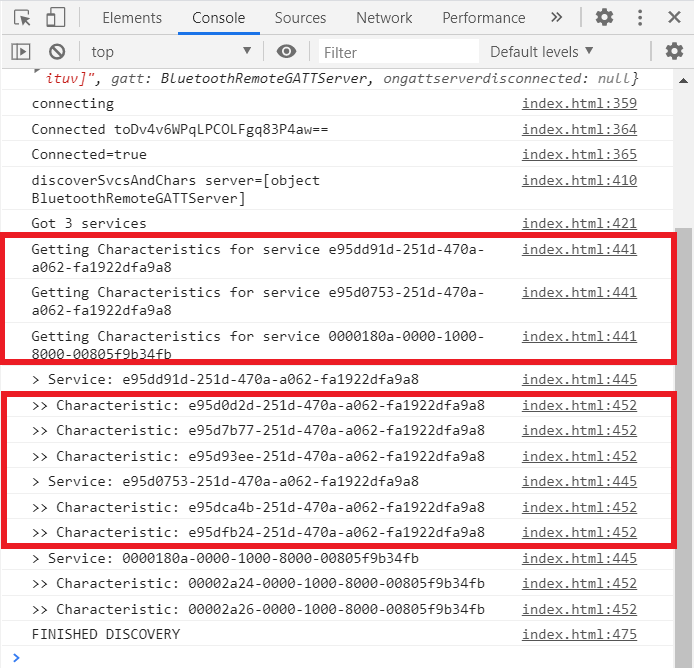 Elements Console Sources Network Performance »
top Filter Default levels
ituv]", gatt: BluetoothRemoteGATTServer, ongattserverdisconnected: null}
connecting index.html:359
Connected toDv4v6WPqLPCOLFgq83P4aw== index.html:364
Connected=true index.html:365
discoverSvcsAndChars server=[object index.html:410
BluetoothRemoteGATTServer]
Got 3 services index.html:421
Getting Characteristics for service e95dd91d-251d-470a- index.html:441
a062-fa1922dfa9a8
Getting Characteristics for service e95d0753-251d-470a- index.html:441
a062-fa1922dfa9a8
Getting Characteristics for service 0000180a-0000-1000- index.html:441
8000-00805f9b34fb
> Service: e95dd91d-251d-470a-a062-fa1922dfa9a8 index.html:445
>> Characteristic: e95d0d2d-251d-470a-a062-fa1922dfa9a8 index.html:452
>> Characteristic: e95d7b77-251d-470a-a062-fa1922dfa9a8 index.html:452
>> Characteristic: e95d93ee-251d-470a-a062-fa1922dfa9a8 index.html:452
> Service: e95d0753-251d-470a-a062-fa1922dfa9a8 index.html:445
>> Characteristic: e95dca4b-251d-470a-a062-fa1922dfa9a8 index.html:452
>> Characteristic: e95dfb24-251d-470a-a062-fa1922dfa9a8 index.html:452
> Service: 0000180a-0000-1000-8000-00805f9b34fb index.html:445
>> Characteristic: 00002a24-0000-1000-8000-00805f9b34fb index.html:452
>> Characteristic: 00002a26-0000-1000-8000-00805f9b34fb index.html:452
FINISHED DISCOVERY index.html:475
>